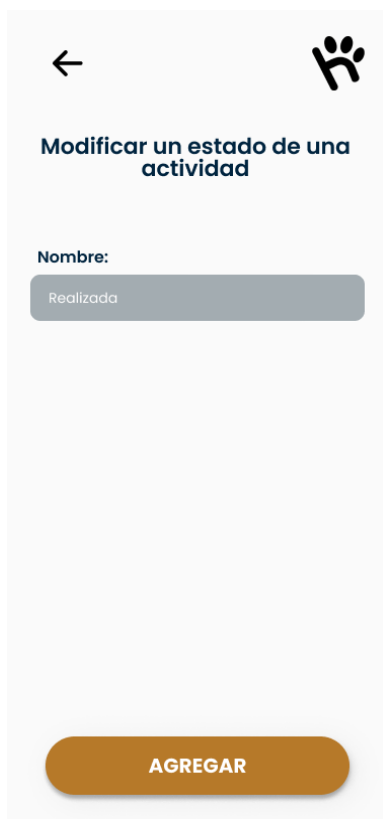 Modificar un estado de una
actividad
Nombre:
Realizada
AGREGAR